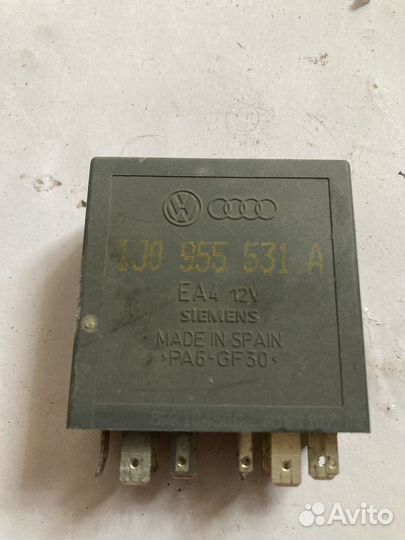 1J0 955 531 A
EA4 12V
SIEMENS
MADE IN SPAIN
>PA6-GF30<
Avito